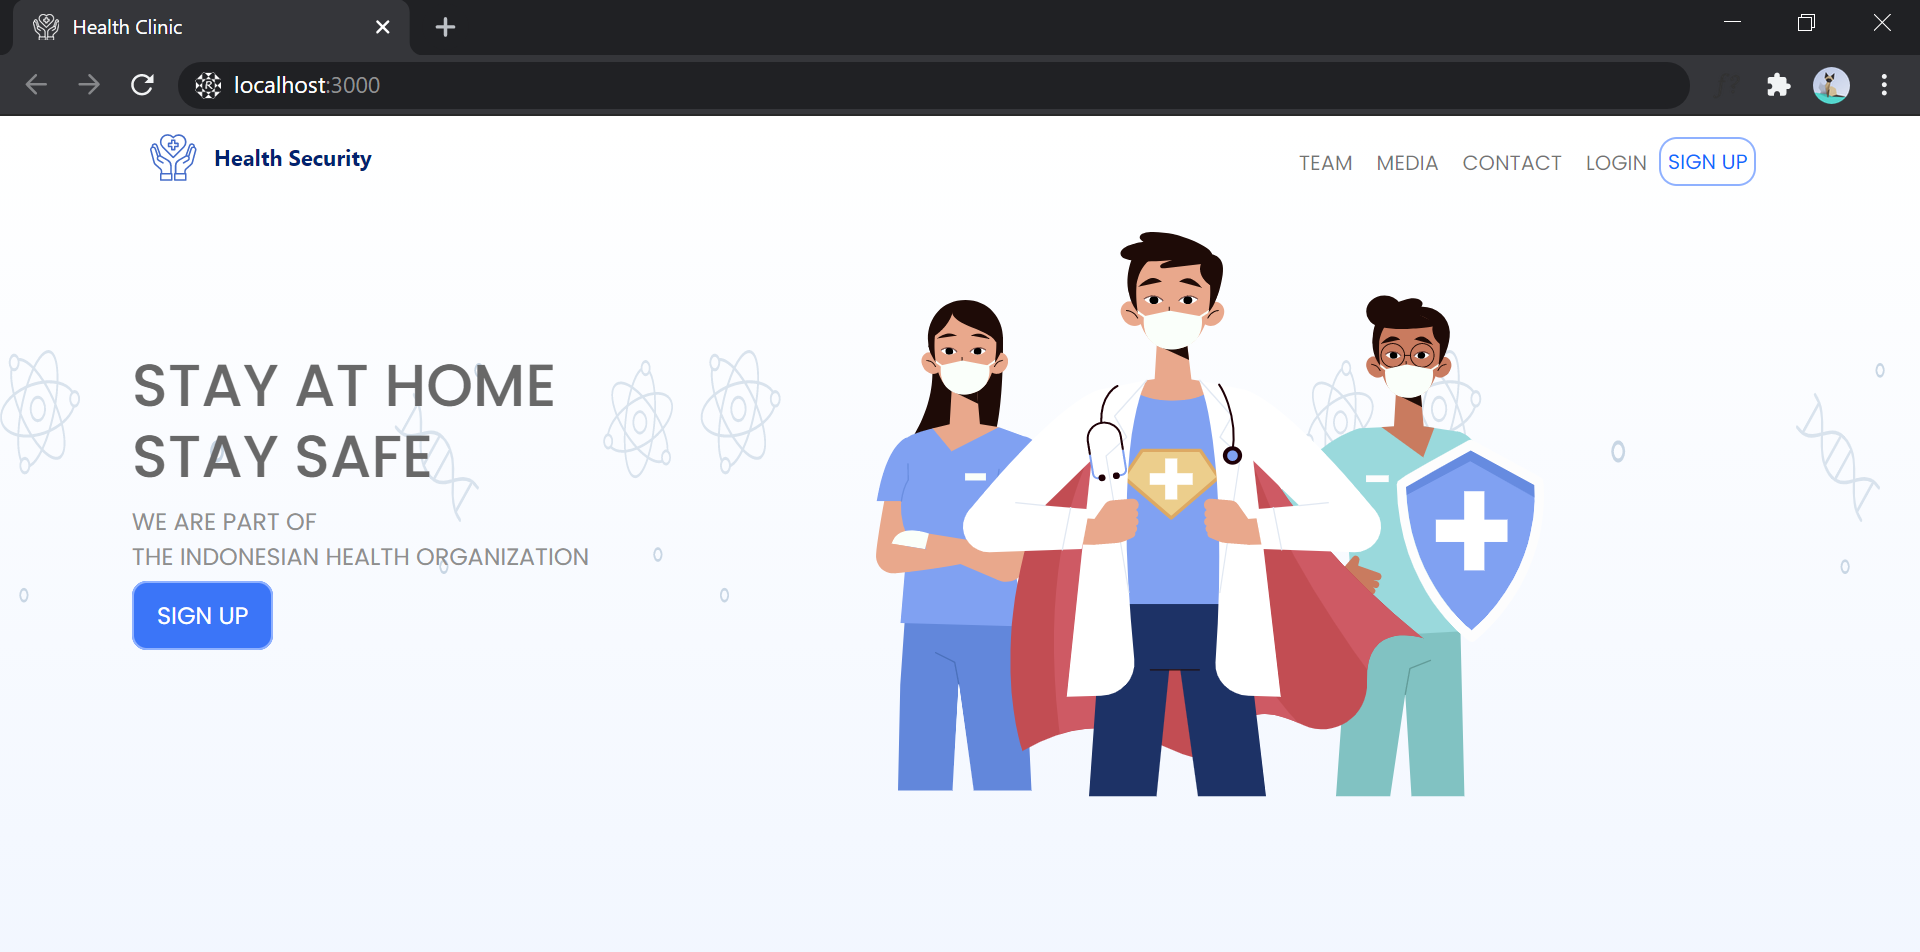 Health Clinic
localhost:3000
Health Security
TEAM MEDIA CONTACT LOGIN SIGN UP
STAY AT HOME
STAY SAFE
WE ARE PART OF
THE INDONESIAN HEALTH ORGANIZATION
SIGN UP